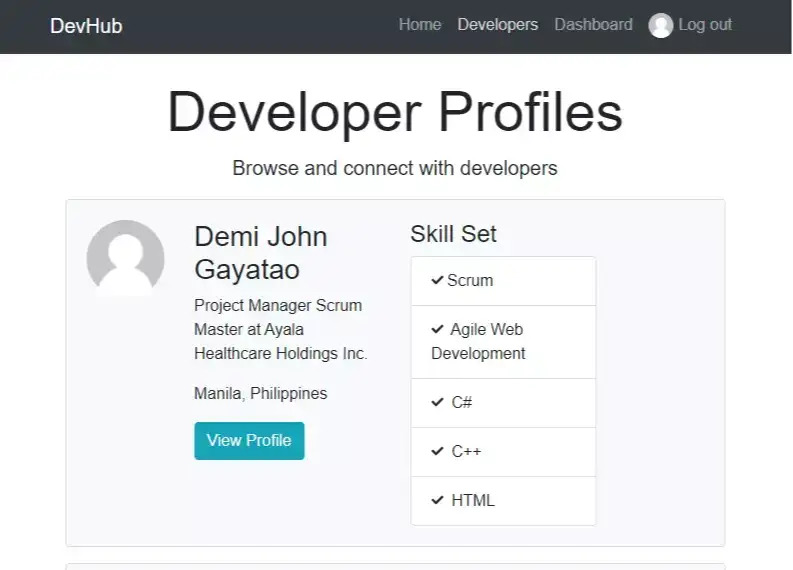 DevHub
Home Developers Dashboard Log out
Developer Profiles
Browse and connect with developers
Demi John
Gayatao
Project Manager Scrum
Master at Ayala
Healthcare Holdings Inc.
Manila, Philippines
View Profile
Skill Set
Scrum
Agile Web
Development
C#
C++
HTML